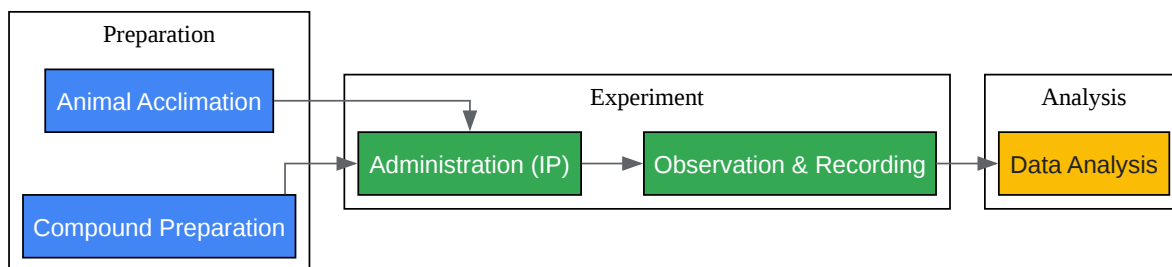 Preparation
Animal Acclimation
Compound Preparation
Experiment
Administration (IP)
Observation & Recording
Analysis
Data Analysis